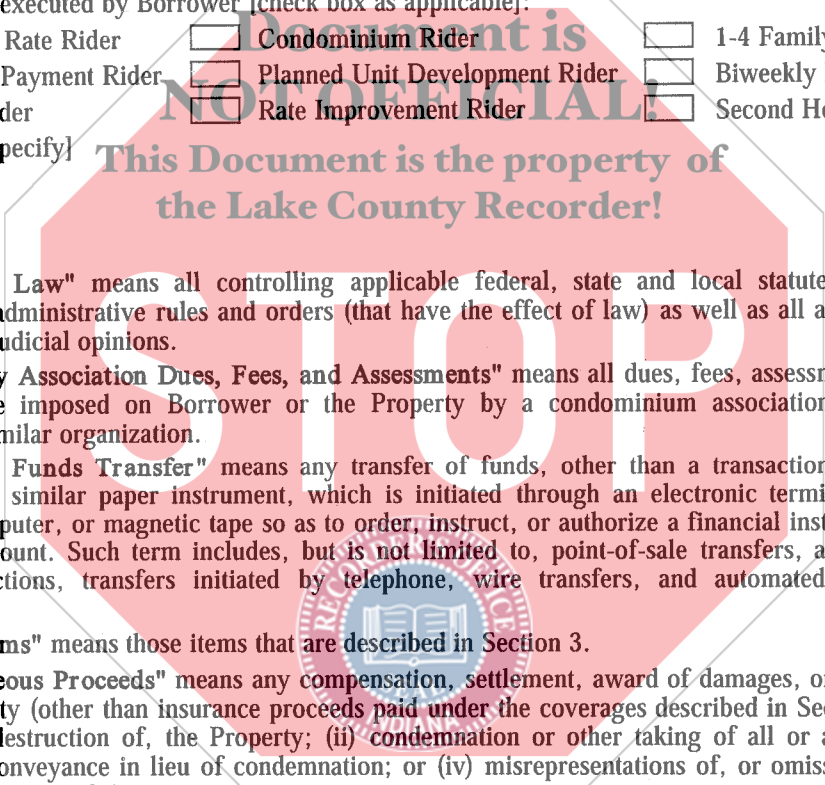 executed by Borrower [check box as applicable]:
Rate Rider Condominium Rider 1-4 Family
Payment Rider Planned Unit Development Rider Biweekly
der Rate Improvement Rider Second Ho
pecify]
Document is
NOT OFFICIAL!
This Document is the property of
the Lake County Recorder!
STOP
Law" means all controlling applicable federal, state and local statute
administrative rules and orders (that have the effect of law) as well as all a
udicial opinions.
y Association Dues, Fees, and Assessments" means all dues, fees, assessm
e imposed on Borrower or the Property by a condominium association
milar organization.
Funds Transfer" means any transfer of funds, other than a transaction
similar paper instrument, which is initiated through an electronic termi
puter, or magnetic tape so as to order, instruct, or authorize a financial inst
ount. Such term includes, but is not limited to, point-of-sale transfers, a
ctions, transfers initiated by telephone, wire transfers, and automated
ms" means those items that are described in Section 3.
eous Proceeds" means any compensation, settlement, award of damages, or
ty (other than insurance proceeds paid under the coverages described in Sec
destruction of, the Property; (ii) condemnation or other taking of all or a
onveyance in lieu of condemnation; or (iv) misrepresentations of, or omiss
RECORDER'S OFFICE
SEAL
INDIANA